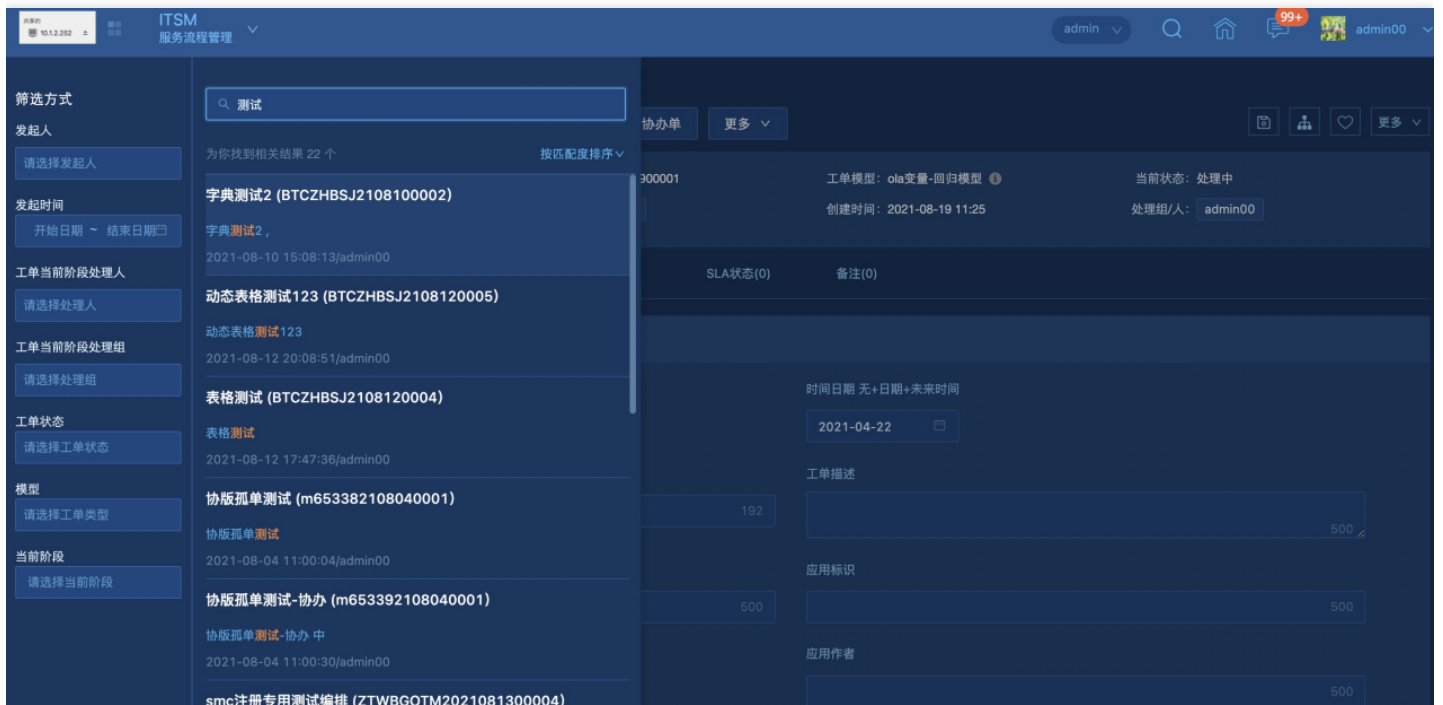 共享的
10.1.2.252
ITSM
服务流程管理
admin
99+
admin00
筛选方式
发起人
请选择发起人
发起时间
开始日期 ~ 结束日期
工单当前阶段处理人
请选择处理人
工单当前阶段处理组
请选择处理组
工单状态
请选择工单状态
模型
请选择工单类型
当前阶段
请选择当前阶段
测试
为你找到相关结果 22 个 按匹配度排序
字典测试2 (BTCZHBSJ2108100002)
字典测试2 ,
2021-08-10 15:08:13/admin00
动态表格测试123 (BTCZHBSJ2108120005)
动态表格测试123
2021-08-12 20:08:51/admin00
表格测试 (BTCZHBSJ2108120004)
表格测试
2021-08-12 17:47:36/admin00
协版孤单测试 (m653382108040001)
协版孤单测试
2021-08-04 11:00:04/admin00
协版孤单测试-协办 (m653392108040001)
协版孤单测试-协办 中
2021-08-04 11:00:30/admin00
smc注册专用测试编排 (ZTWBGOTM2021081300004)
协办单 更多
更多
900001 工单模型: ola变量-回归模型 当前状态: 处理中
创建时间: 2021-08-19 11:25 处理组/人: admin00
SLA状态(0) 备注(0)
时间日期 无+日期+未来时间
2021-04-22
工单描述
192
500
应用标识
500
500
应用作者
500